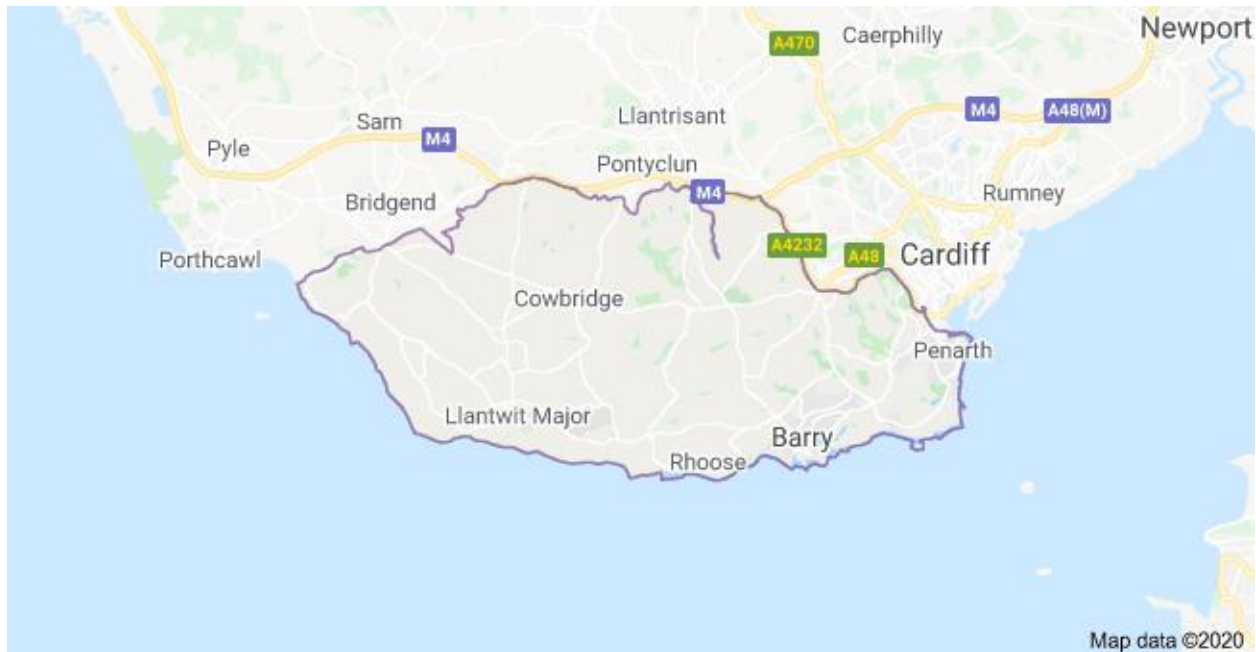 Newport
A470
Caerphilly
Llantrisant
M4
A48(M)
Sarn
M4
Pyle
Pontyclun
M4
Rumney
Bridgend
A4232
A48
Cardiff
Porthcawl
Cowbridge
Penarth
Llantwit Major
Barry
Rhoose
Map data ©2020